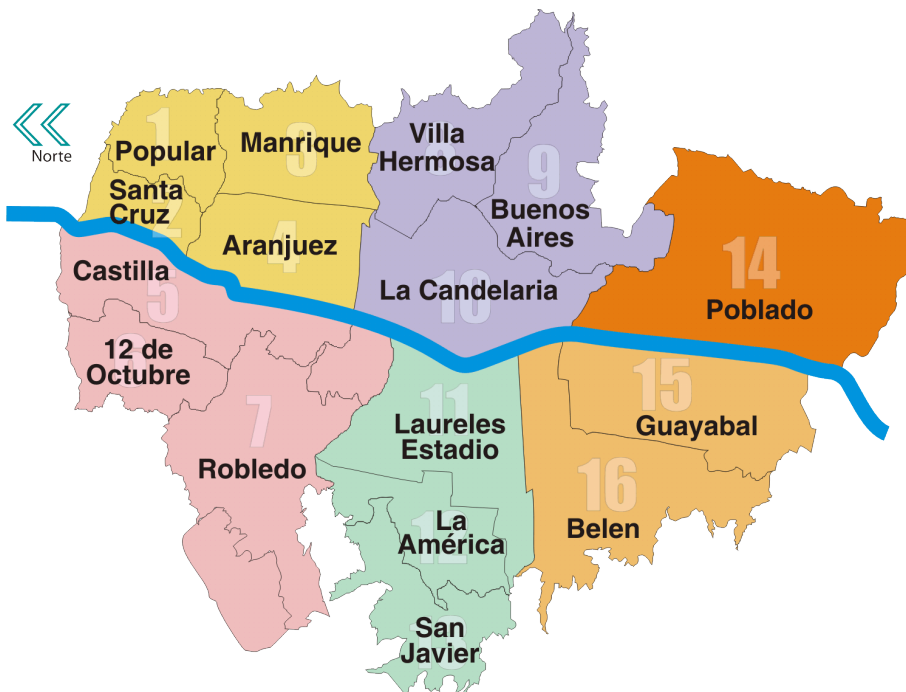 Norte
1
Popular
3
Manrique
8
Villa
Hermosa
9
Buenos
Aires
2
Santa
Cruz
4
Aranjuez
10
La Candelaria
14
Poblado
5
Castilla
6
12 de
Octubre
7
Robledo
11
Laureles
Estadio
15
Guayabal
16
Belen
12
La
América
13
San
Javier